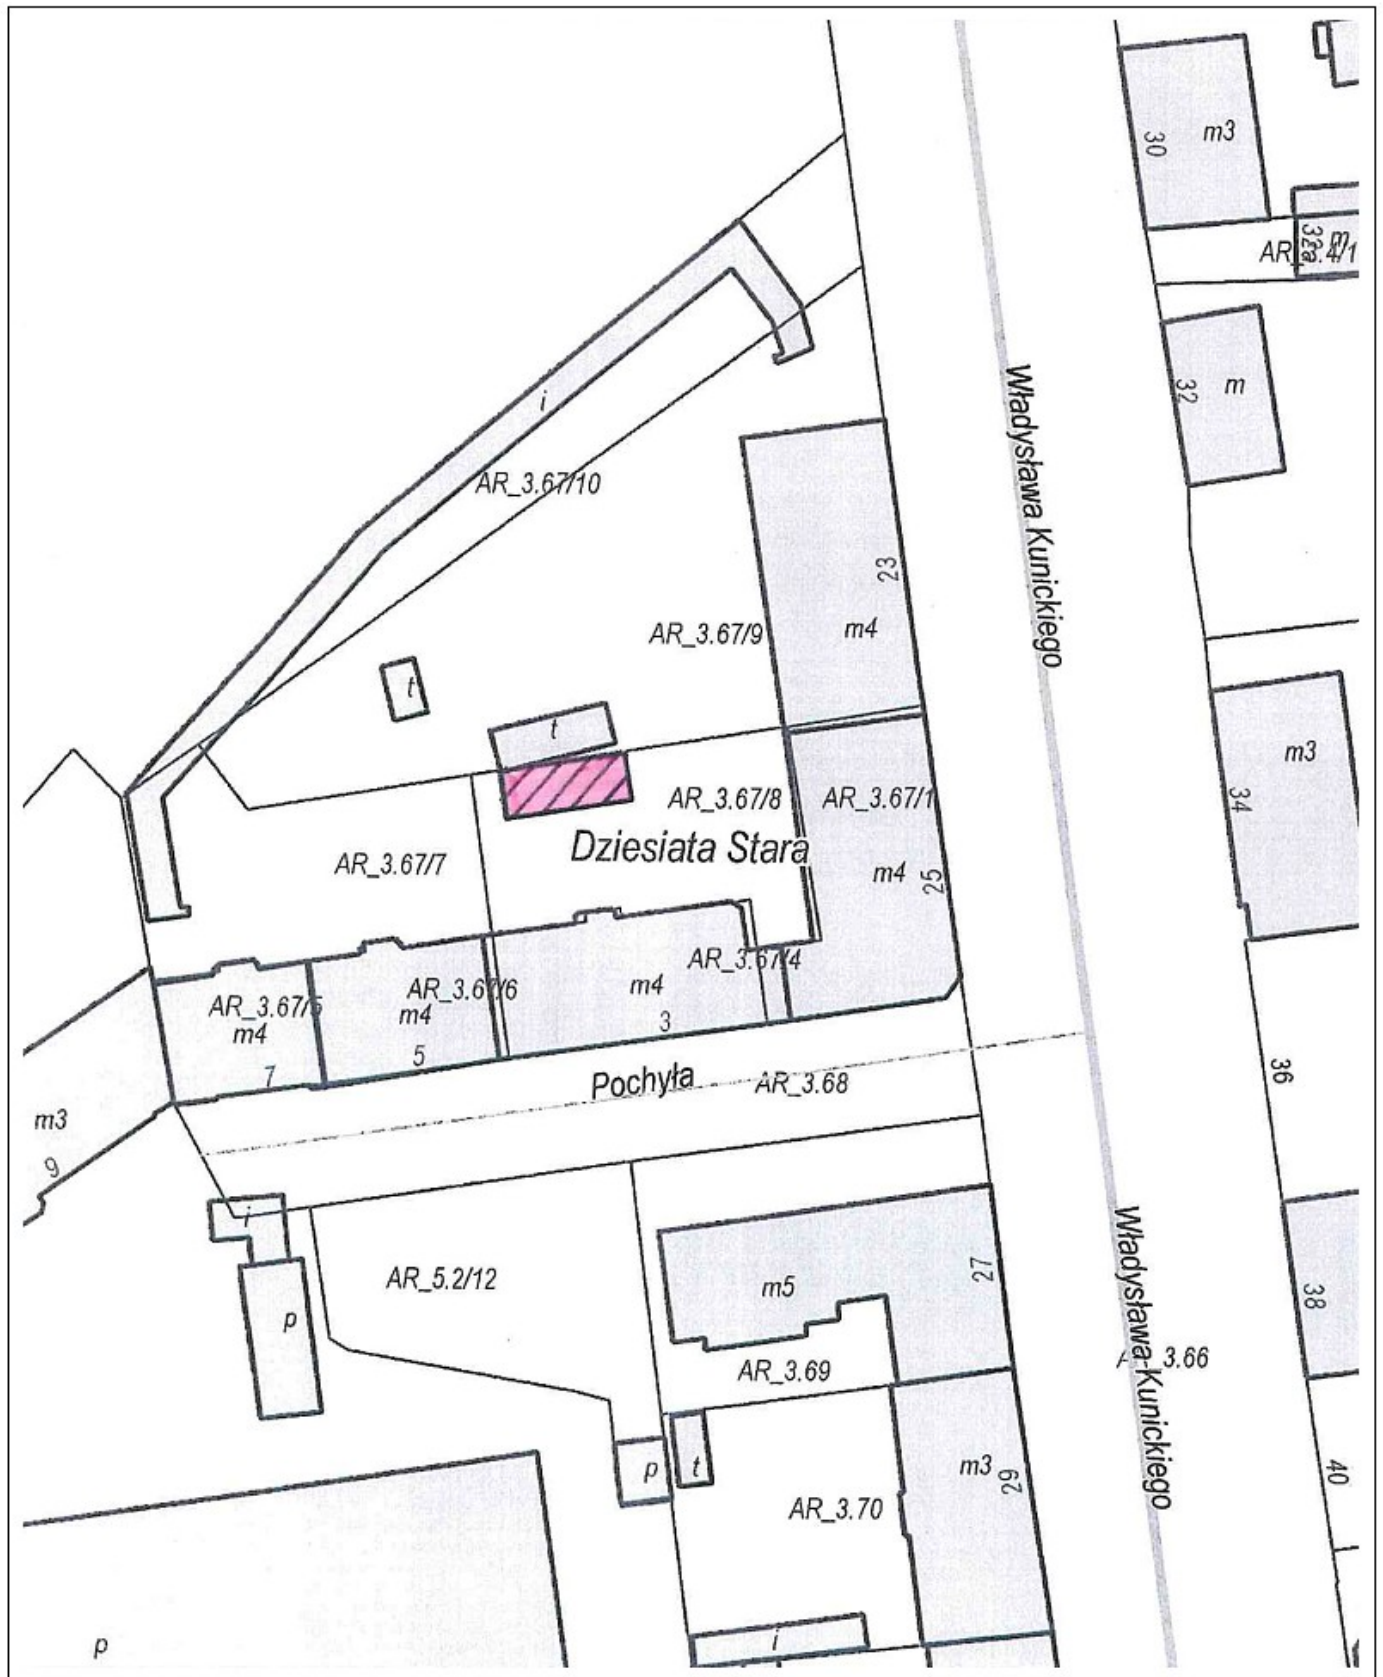 m3
30
m
32a
AR_3.4/1
Władysława Kunickiego
m
32
i
AR_3.67/10
23
AR_3.67/9
m4
t
t
m3
34
AR_3.67/8
AR_3.67/1
Dziesiata Stara
AR_3.67/7
m4
25
AR_3.67/4
m4
3
AR_3.67/6
m4
5
AR_3.67/5
m4
7
Pochyła
AR_3.68
36
m3
9
i
AR_5.2/12
p
m5
27
38
Władysława Kunickiego
3.66
AR_3.69
p
t
m3
29
40
AR_3.70
i
p